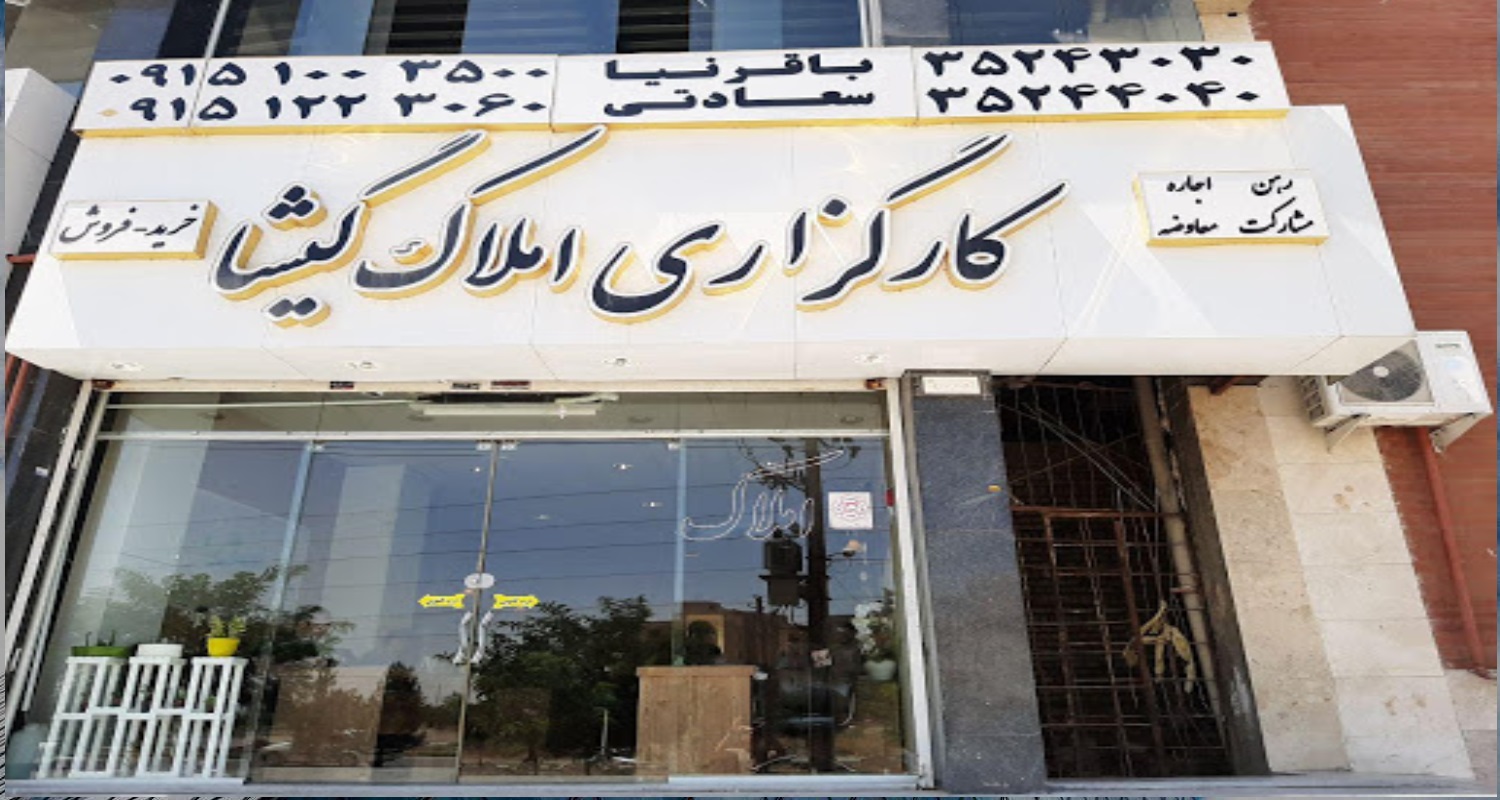 ۰۹۱۵ ۱۰۰ ۳۵۰۰
۰۹۱۵ ۱۲۲ ۳۰۶۰
باقرنیا
سعادتی
۳۵۲۴۳۰۳۰
۳۵۲۴۴۰۴۰
رهن اجاره
مشارکت معاوضه
کارگزاری املاک گیشا
خرید-فروش
املاک